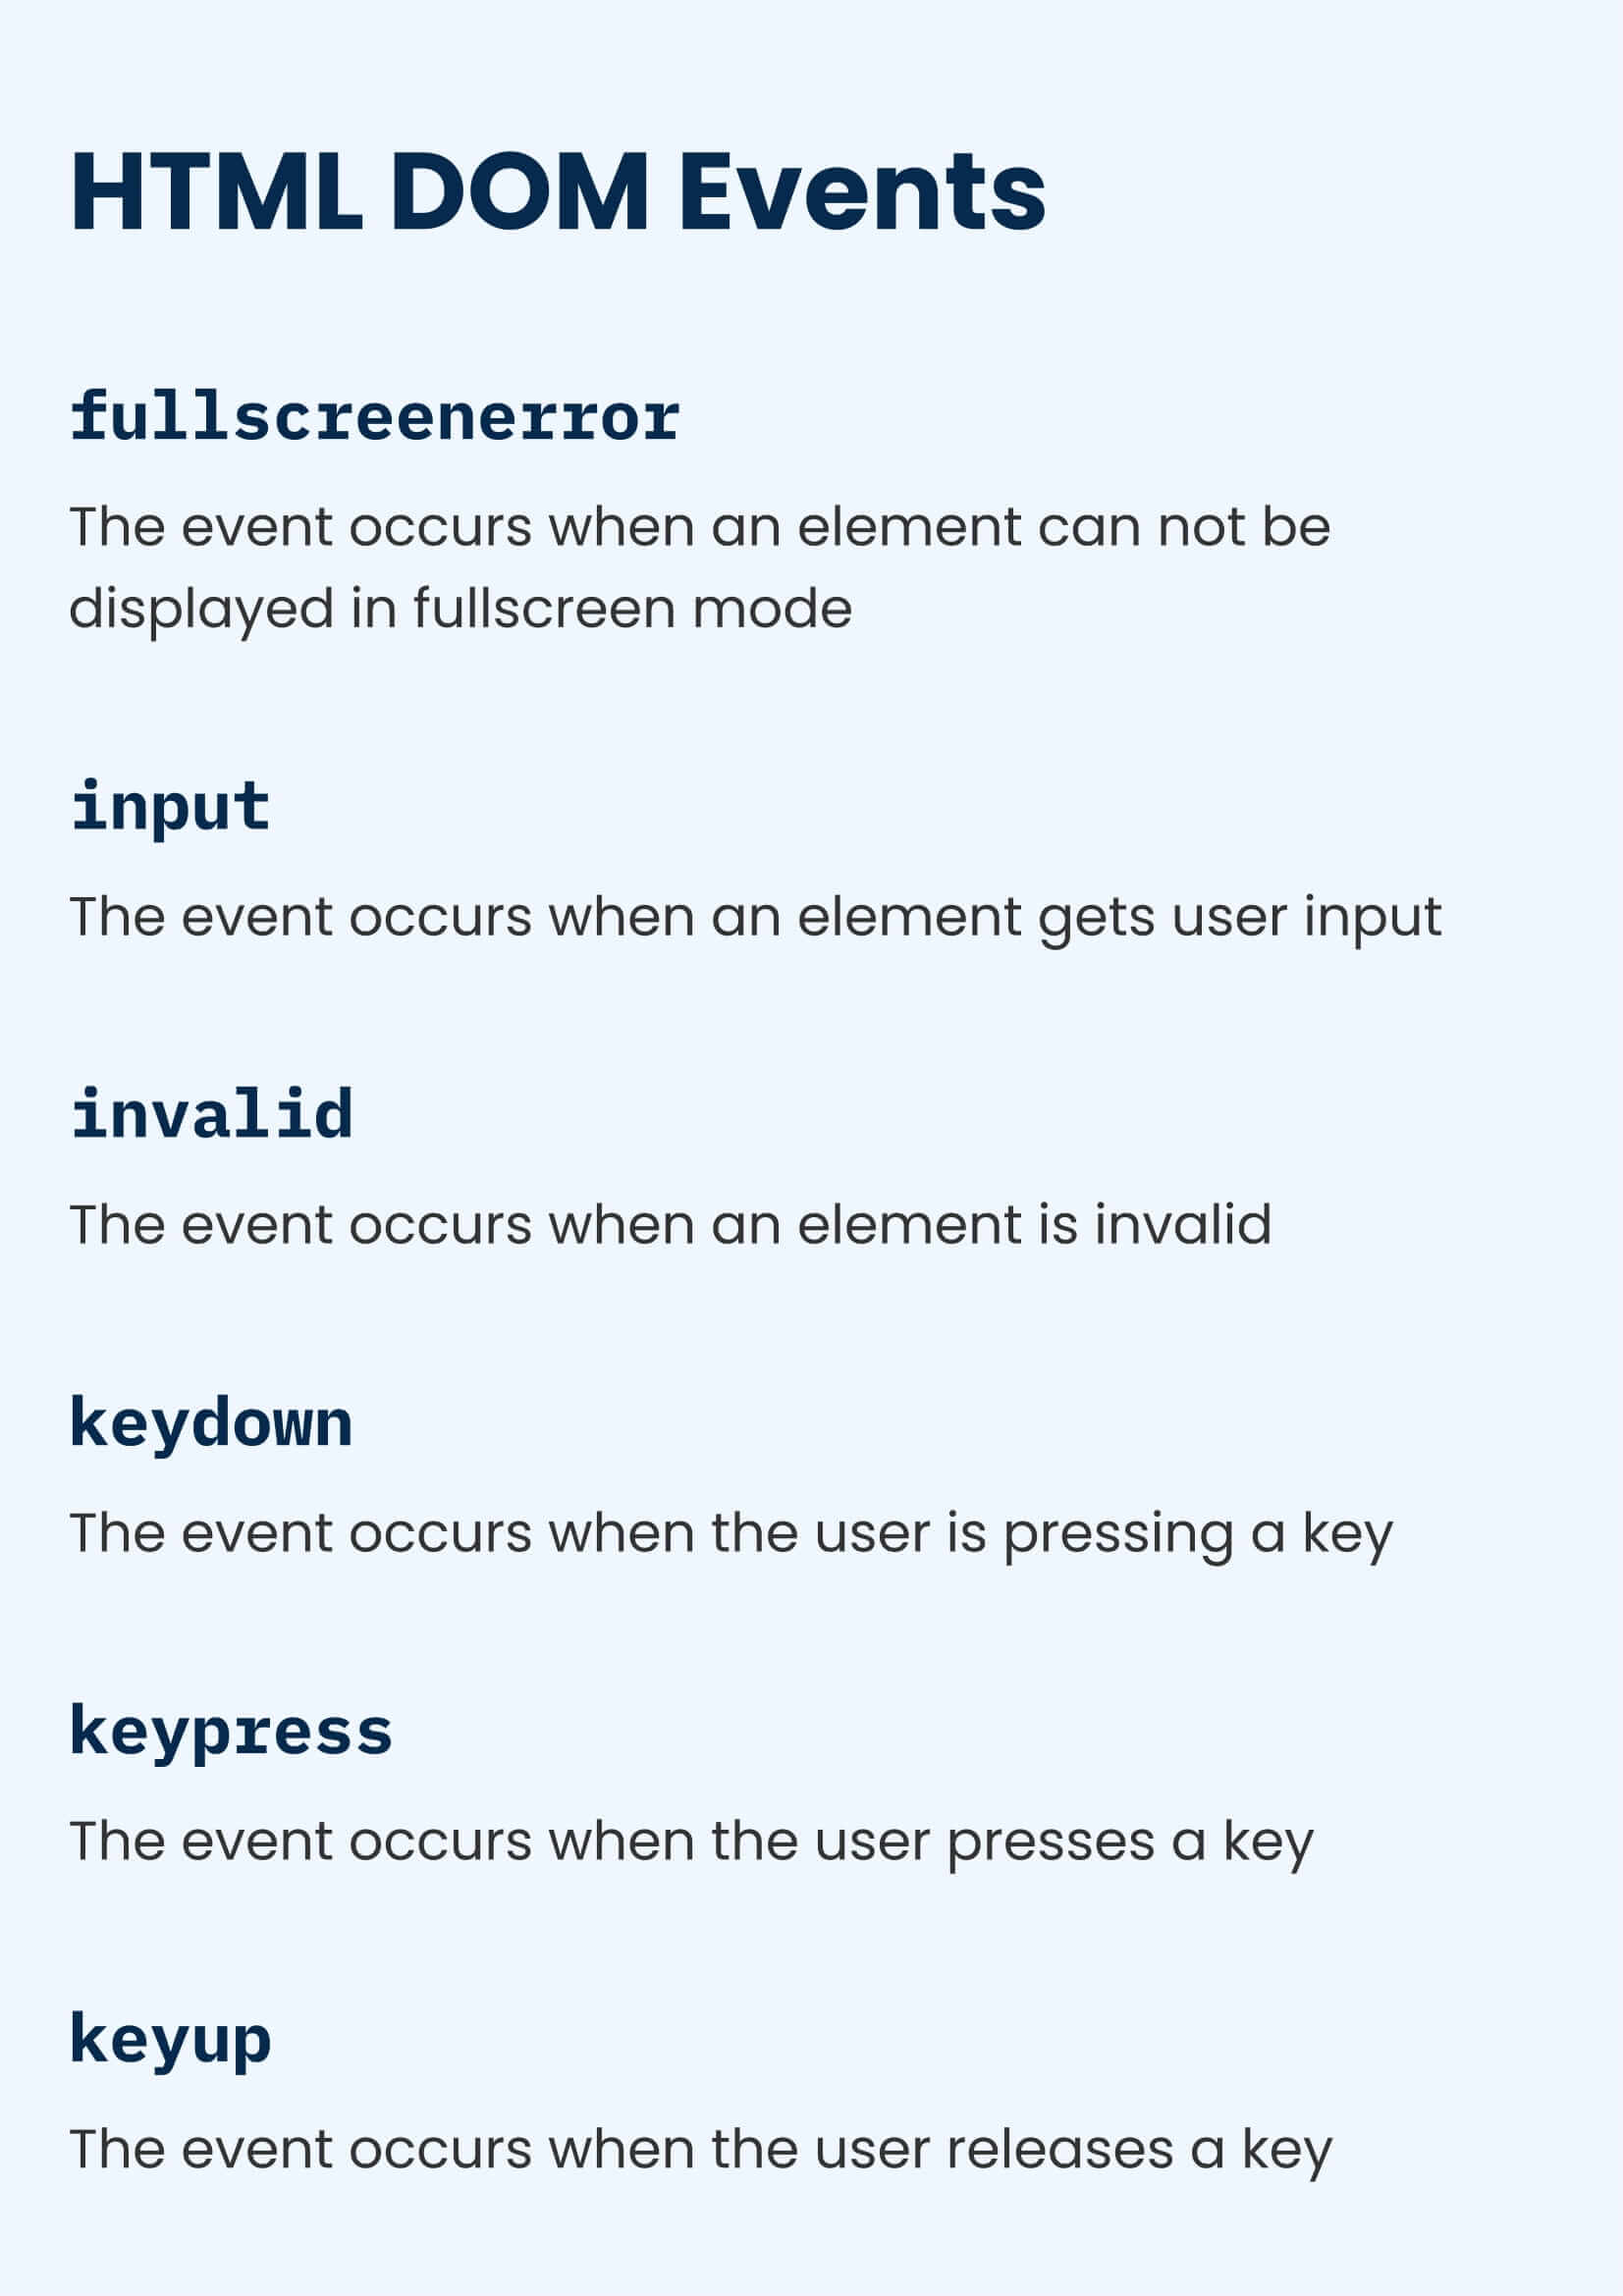 HTML DOM Events
fullscreenerror
The event occurs when an element can not be
displayed in fullscreen mode
input
The event occurs when an element gets user input
invalid
The event occurs when an element is invalid
keydown
The event occurs when the user is pressing a key
keypress
The event occurs when the user presses a key
keyup
The event occurs when the user releases a key